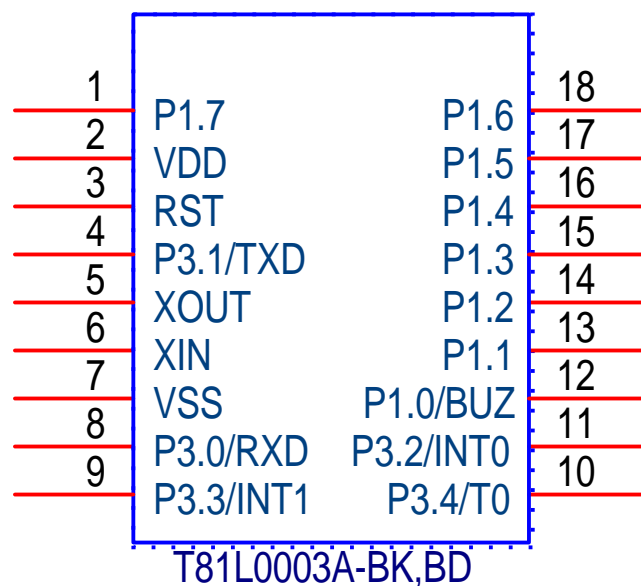 1 P1.7 P1.6 18
2 VDD P1.5 17
3 RST P1.4 16
4 P3.1/TXD P1.3 15
5 XOUT P1.2 14
6 XIN P1.1 13
7 VSS P1.0/BUZ 12
8 P3.0/RXD P3.2/INT0 11
9 P3.3/INT1 P3.4/T0 10
T81L0003A-BK,BD